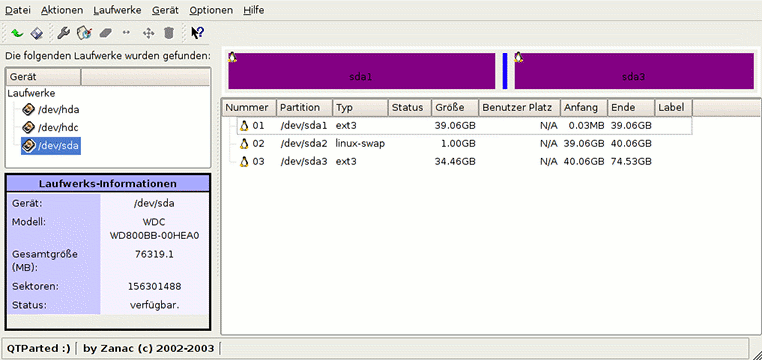 Datei Aktionen Laufwerke Gerät Optionen Hilfe
Die folgenden Laufwerke wurden gefunden:
Gerät
Laufwerke
/dev/hda
/dev/hdc
/dev/sda
Laufwerks-Informationen
Gerät: /dev/sda
Modell: WDC
WD800BB-00HEA0
Gesamtgröße 76319.1
(MB):
Sektoren: 156301488
Status: verfügbar.
sda1 sda3
Nummer Partition Typ Status Größe Benutzer Platz Anfang Ende Label
01 /dev/sda1 ext3 39.06GB N/A 0.03MB 39.06GB
02 /dev/sda2 linux-swap 1.00GB N/A 39.06GB 40.06GB
03 /dev/sda3 ext3 34.46GB N/A 40.06GB 74.53GB
QTParted :) by Zanac (c) 2002-2003